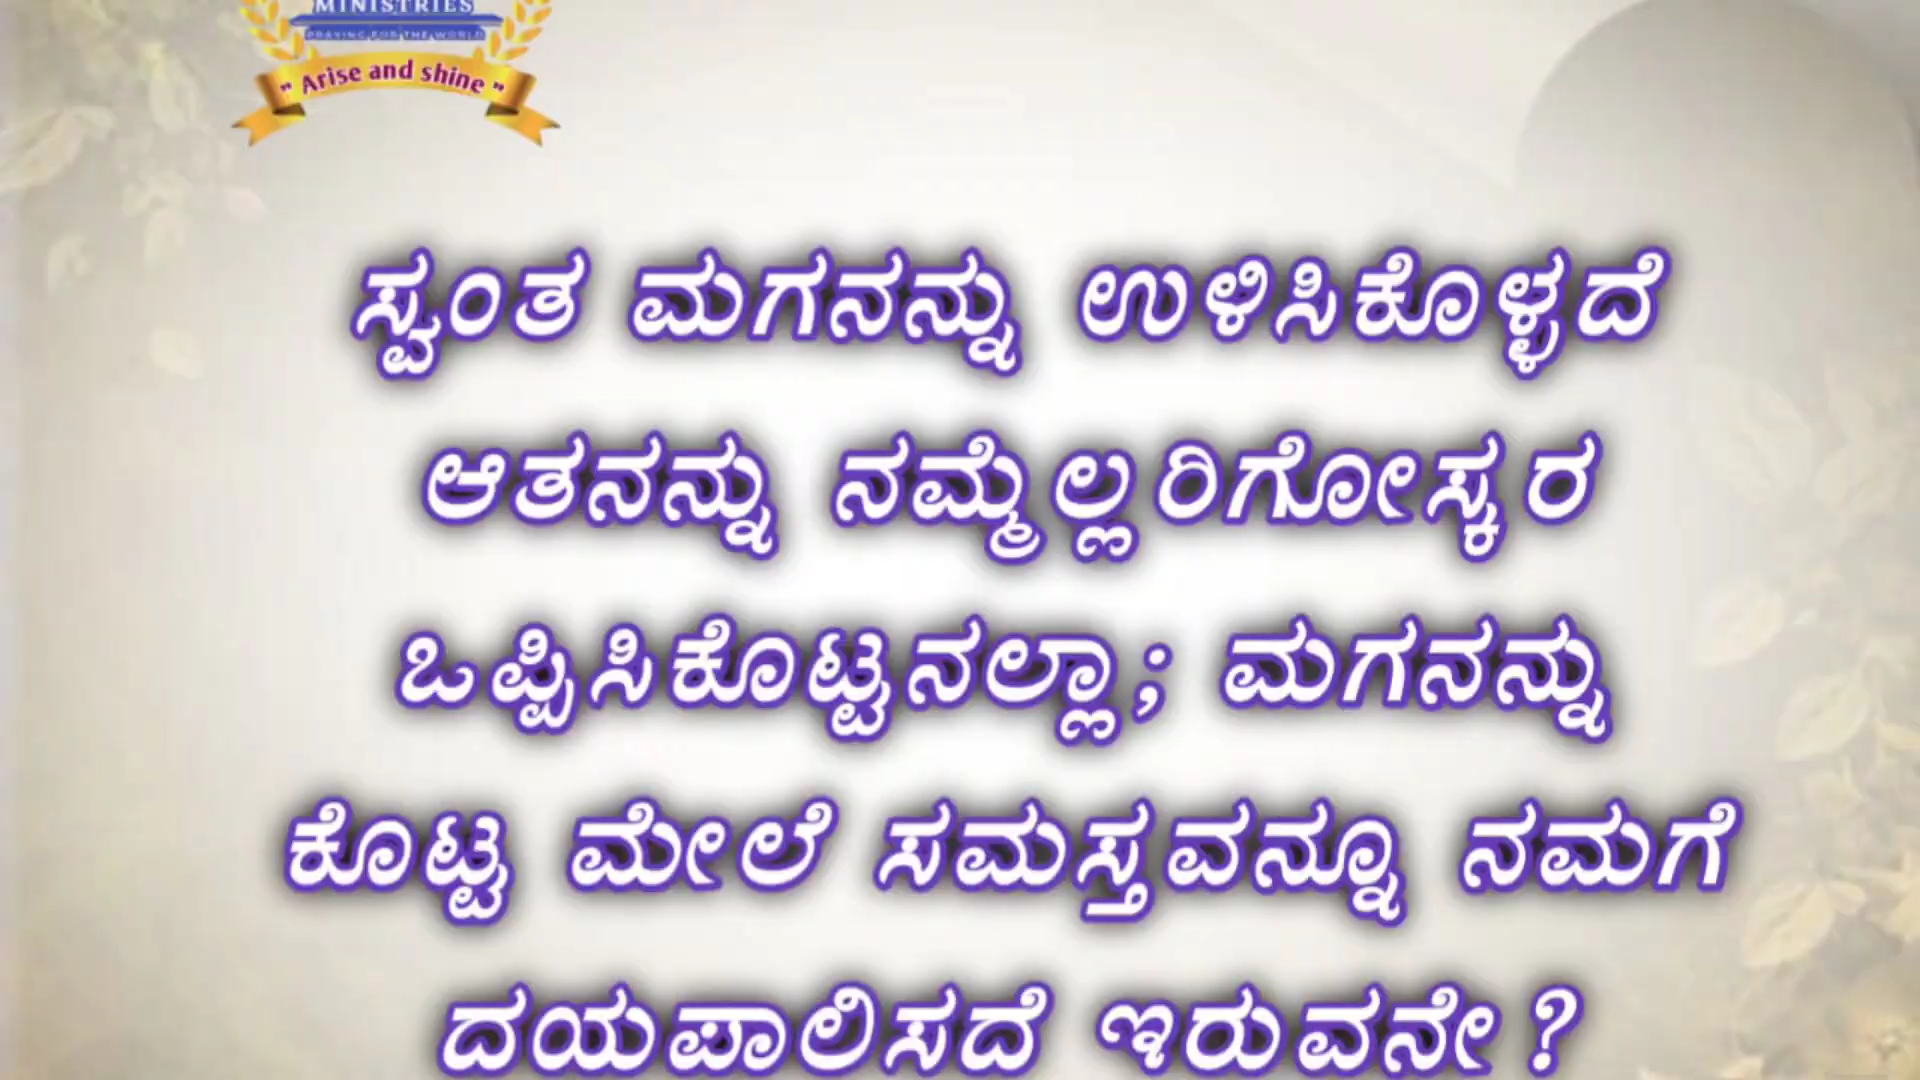 MINISTRIES
PRAYING FOR THE WORLD
" Arise and shine "
ಸ್ವಂತ ಮಗನನ್ನು ಉಳಿಸಿಕೊಳ್ಳದೆ
ಆತನನ್ನು ನಮ್ಮೆಲ್ಲರಿಗೋಸ್ಕರ
ಒಪ್ಪಿಸಿಕೊಟ್ಟನಲ್ಲಾ; ಮಗನನ್ನು
ಕೊಟ್ಟ ಮೇಲೆ ಸಮಸ್ತವನ್ನೂ ನಮಗೆ
ದಯಪಾಲಿಸದೆ ಇರುವನೇ?